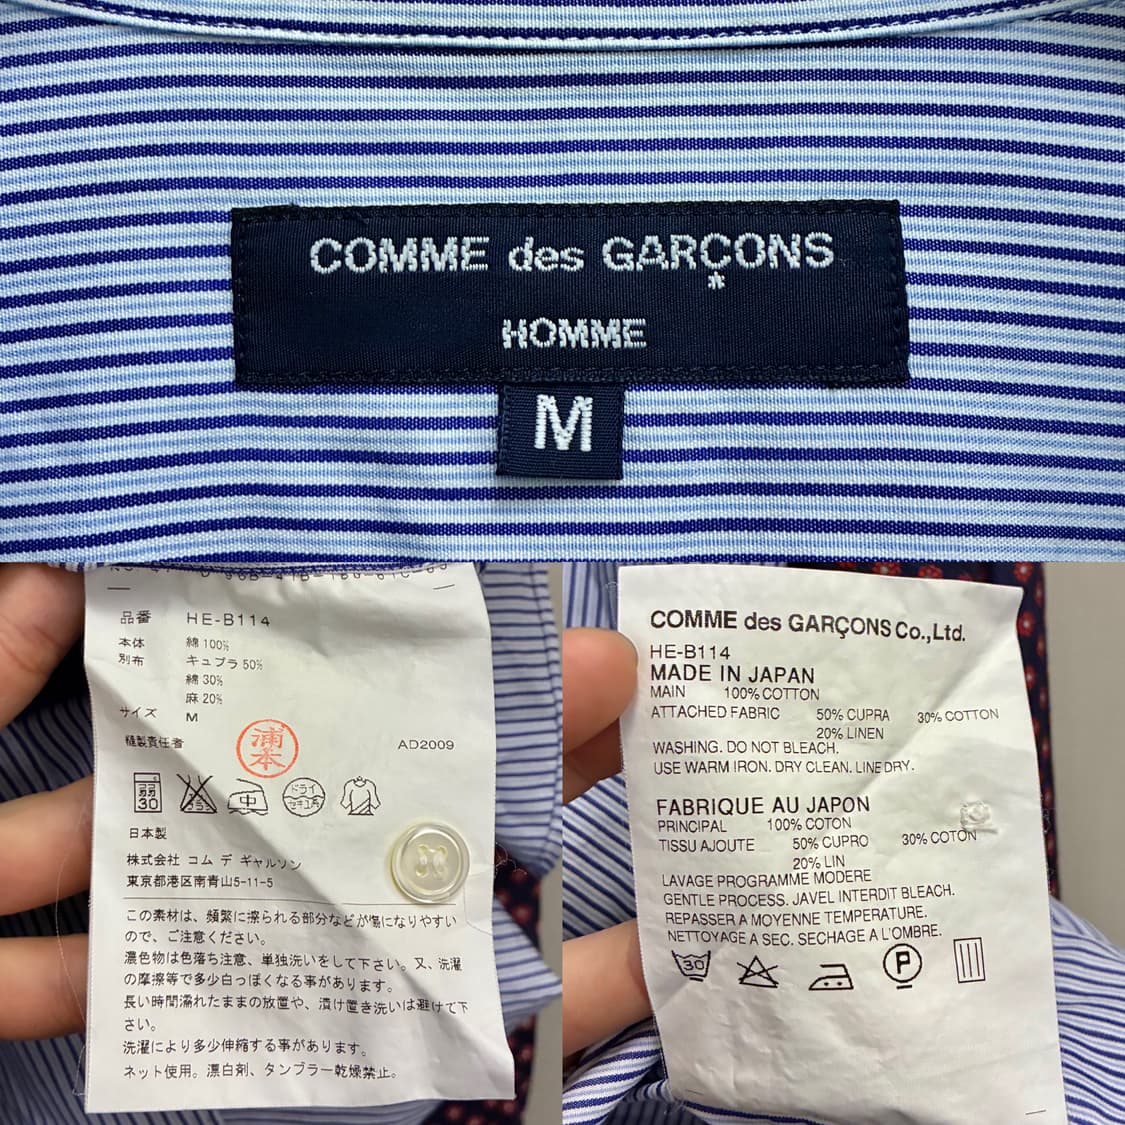 COMME des GARÇONS
*
HOMME
M
品番 HE-B114
本体 綿 100%
別布 キュプラ 50%
綿 30%
麻 20%
サイズ M
縫製責任者 浦本 AD2009
30
エンソサラシ
中
ドライ
セキユ系
日本製
株式会社 コム デ ギャルソン
東京都港区南青山5-11-5
この素材は、頻繁に擦られる部分などが傷になりやすい
ので、ご注意ください。
濃色物は色落ち注意、単独洗いをして下さい。又、洗濯
の摩擦等で多少白っぽくなる事があります。
長い時間濡れたままの放置や、漬け置き洗いは避けて下
さい。
洗濯により多少伸縮する事があります。
ネット使用。漂白剤、タンブラー乾燥禁止。
COMME des GARÇONS Co.,Ltd.
HE-B114
MADE IN JAPAN
MAIN 100% COTTON
ATTACHED FABRIC 50% CUPRA 30% COTTON
20% LINEN
WASHING. DO NOT BLEACH.
USE WARM IRON. DRY CLEAN. LINE DRY.
FABRIQUE AU JAPON
PRINCIPAL 100% COTON
TISSU AJOUTE 50% CUPRO 30% COTON
20% LIN
LAVAGE PROGRAMME MODERE
GENTLE PROCESS. JAVEL INTERDIT BLEACH.
REPASSER A MOYENNE TEMPERATURE.
NETTOYAGE A SEC. SECHAGE A L'OMBRE.
30
P